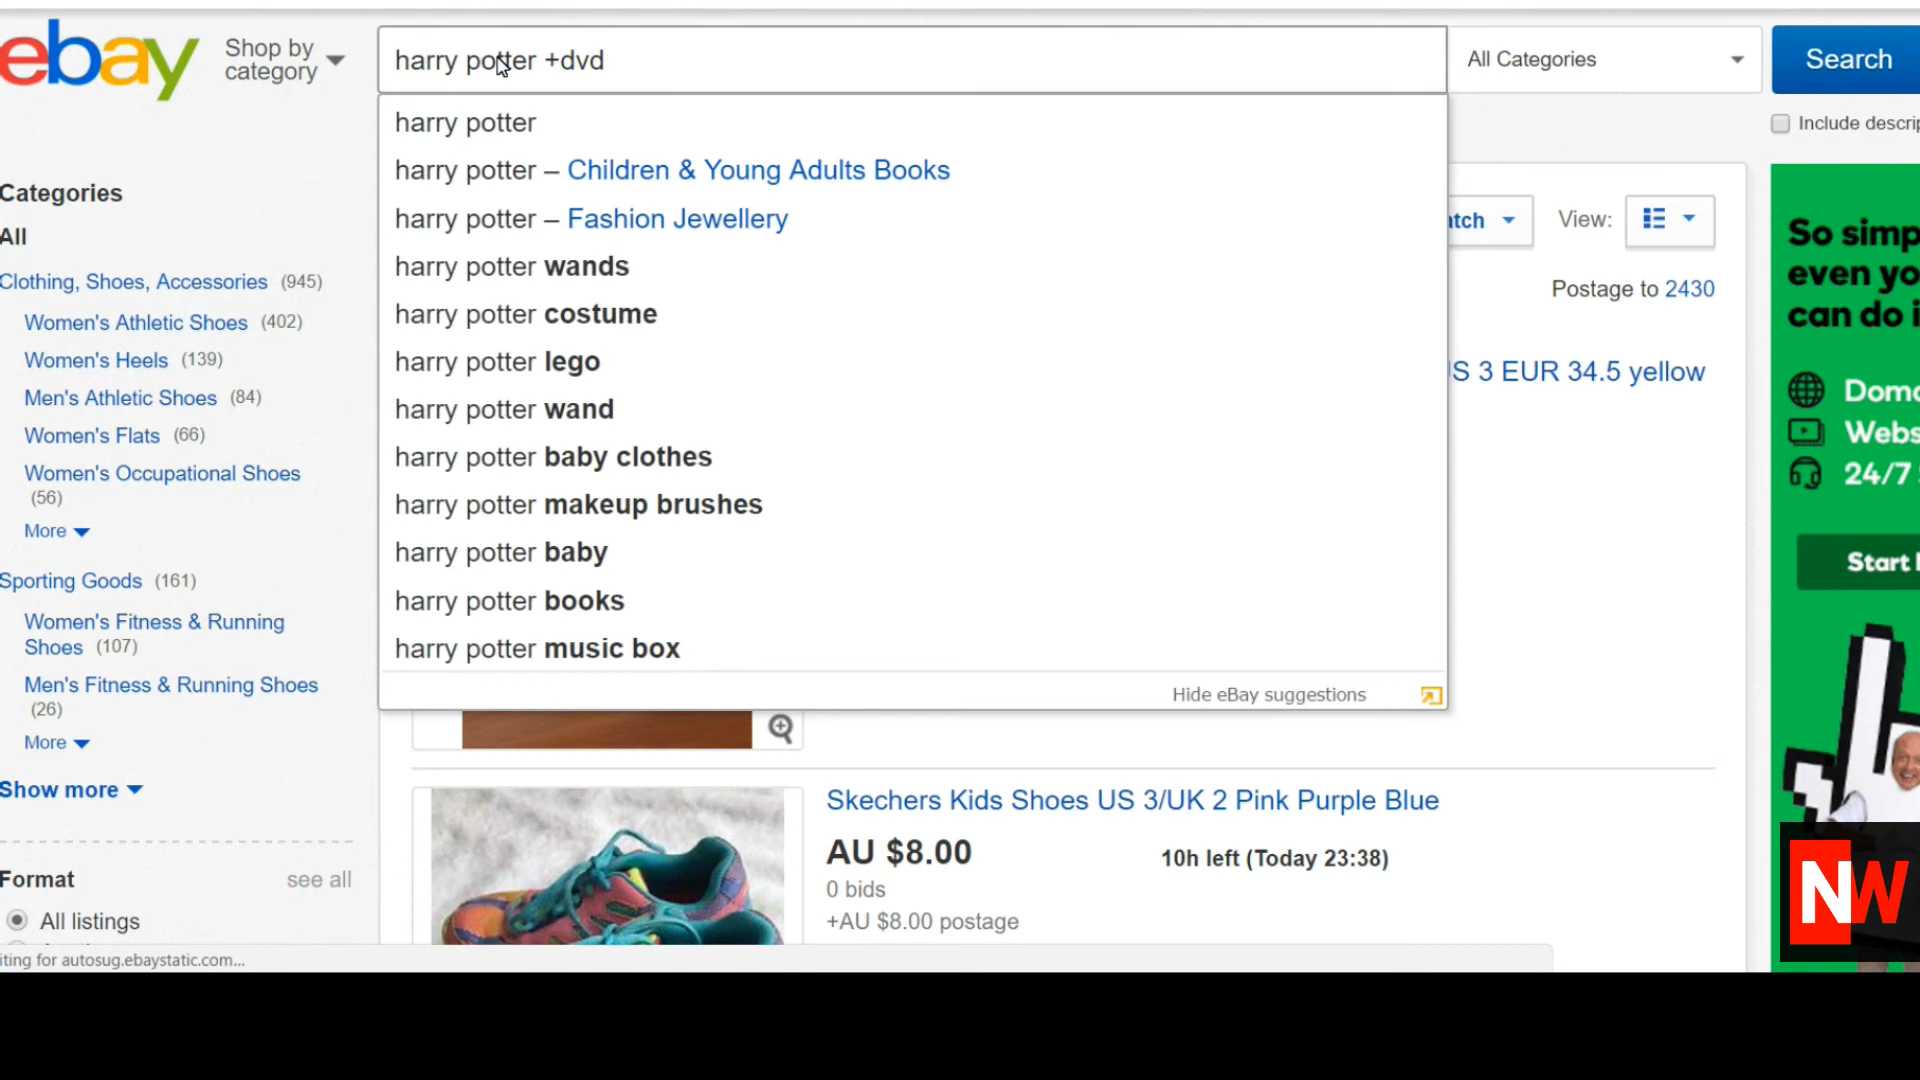 ebay
Shop by
category
harry potter +dvd
All Categories
Search
harry potter
harry potter – Children & Young Adults Books
harry potter – Fashion Jewellery
harry potter wands
harry potter costume
harry potter lego
harry potter wand
harry potter baby clothes
harry potter makeup brushes
harry potter baby
harry potter books
harry potter music box
Hide eBay suggestions
Include
Categories
All
Clothing, Shoes, Accessories (945)
Women's Athletic Shoes (402)
Women's Heels (139)
Men's Athletic Shoes (84)
Women's Flats (66)
Women's Occupational Shoes
(56)
More
Sporting Goods (161)
Women's Fitness & Running
Shoes (107)
Men's Fitness & Running Shoes
(26)
More
Show more
Format see all
All listings
View:
Postage to 2430
3 EUR 34.5 yellow
Skechers Kids Shoes US 3/UK 2 Pink Purple Blue
AU $8.00
10h left (Today 23:38)
0 bids
+AU $8.00 postage
So
even
can do
24/7
Start
NW
for autosug.ebaystatic.com...